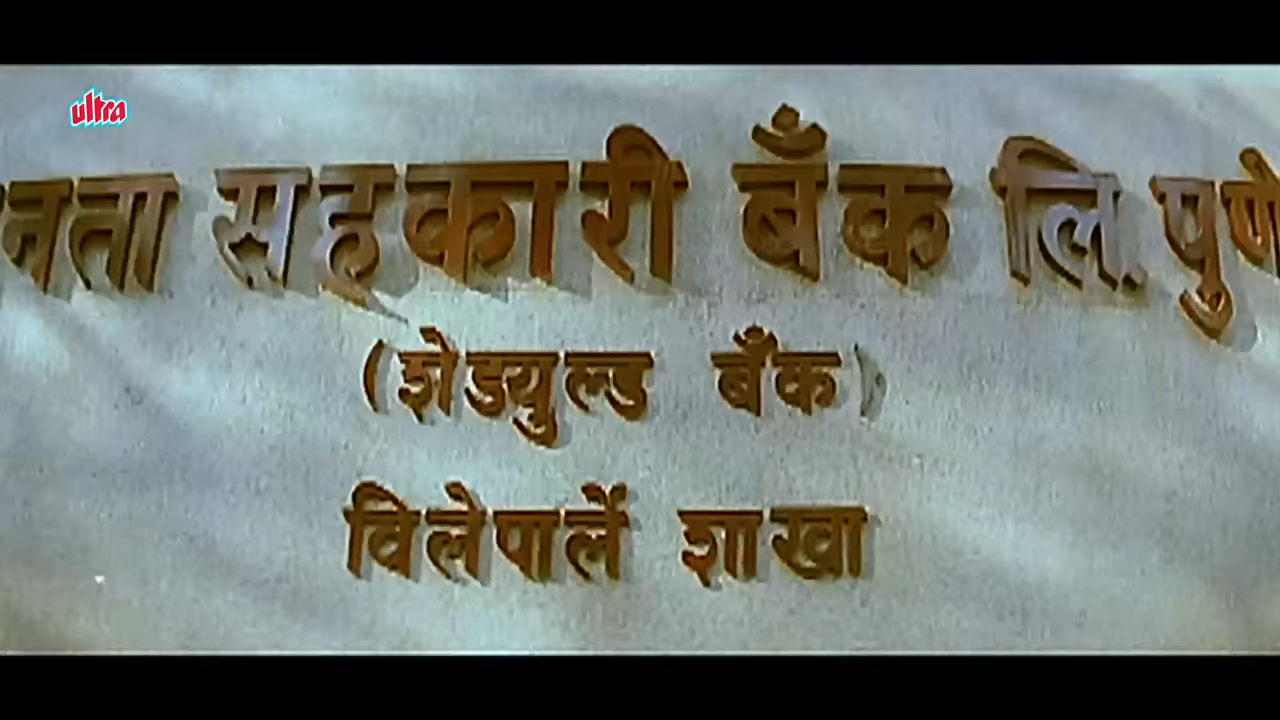 ultra
नता सहकारी बँक लि. पुणे
(शेड्युल्ड बँक)
विलेपार्ले शाखा